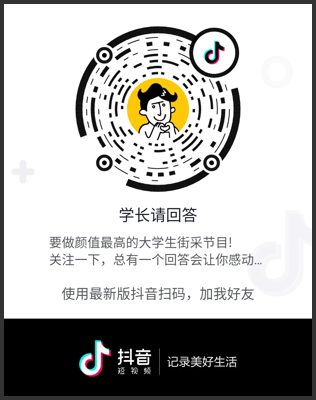 学长请回答
要做颜值最高的大学生街采节目!
关注一下，总有一个回答会让你感动...
使用最新版抖音扫码，加我好友
抖音
短视频
记录美好生活